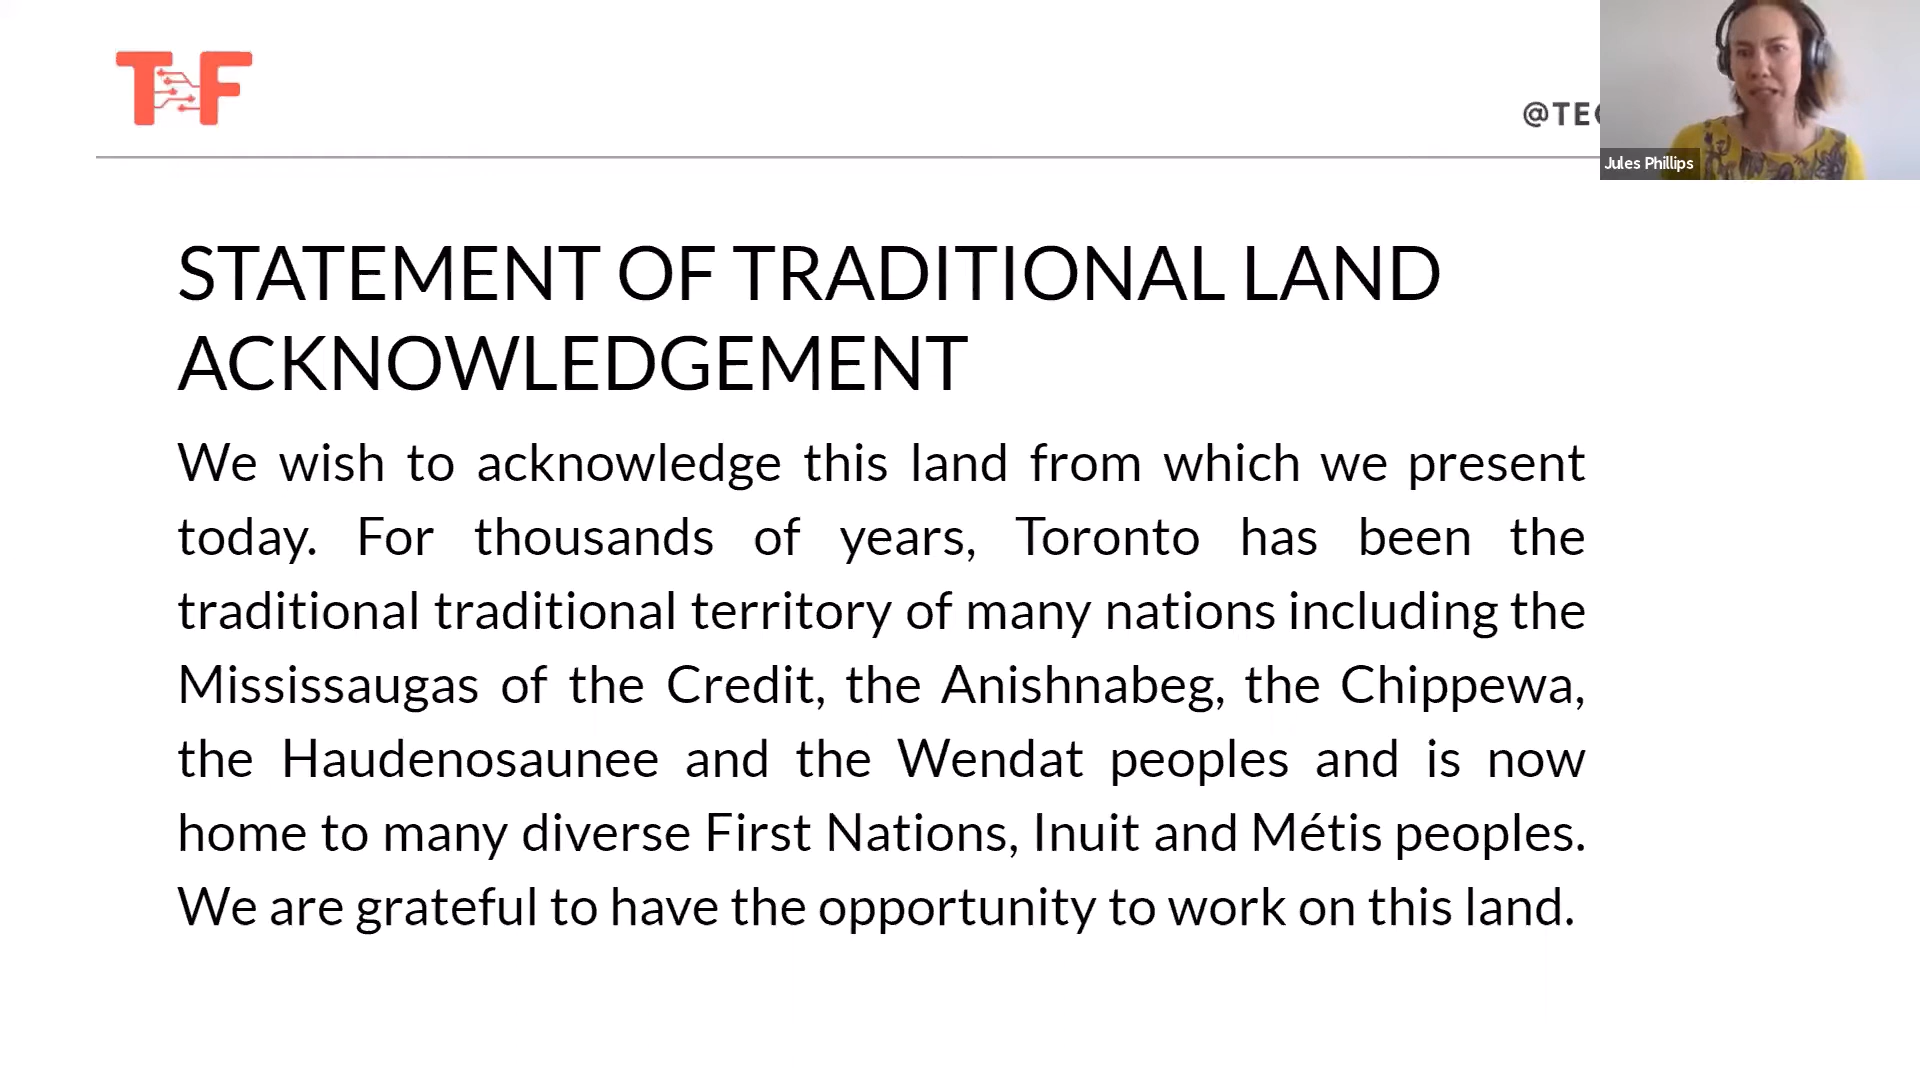 T F
@TEC
Jules Phillips
STATEMENT OF TRADITIONAL LAND
ACKNOWLEDGEMENT
We wish to acknowledge this land from which we present
today. For thousands of years, Toronto has been the
traditional traditional territory of many nations including the
Mississaugas of the Credit, the Anishnabeg, the Chippewa,
the Haudenosaunee and the Wendat peoples and is now
home to many diverse First Nations, Inuit and Métis peoples.
We are grateful to have the opportunity to work on this land.